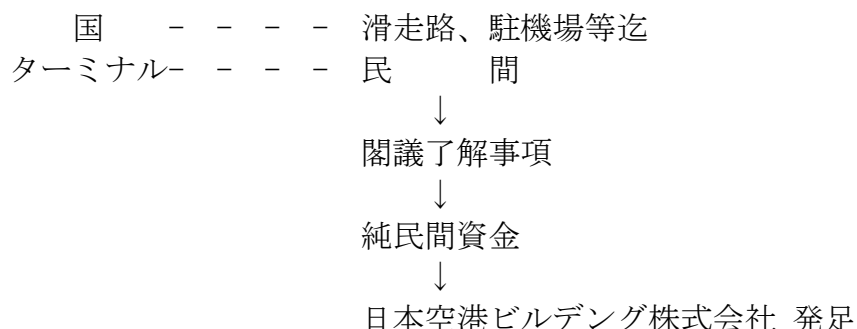 国 - - - - 滑走路、駐機場等迄
ターミナル- - - - 民 間
↓
閣議了解事項
↓
純民間資金
↓
日本空港ビルデング株式会社 発足